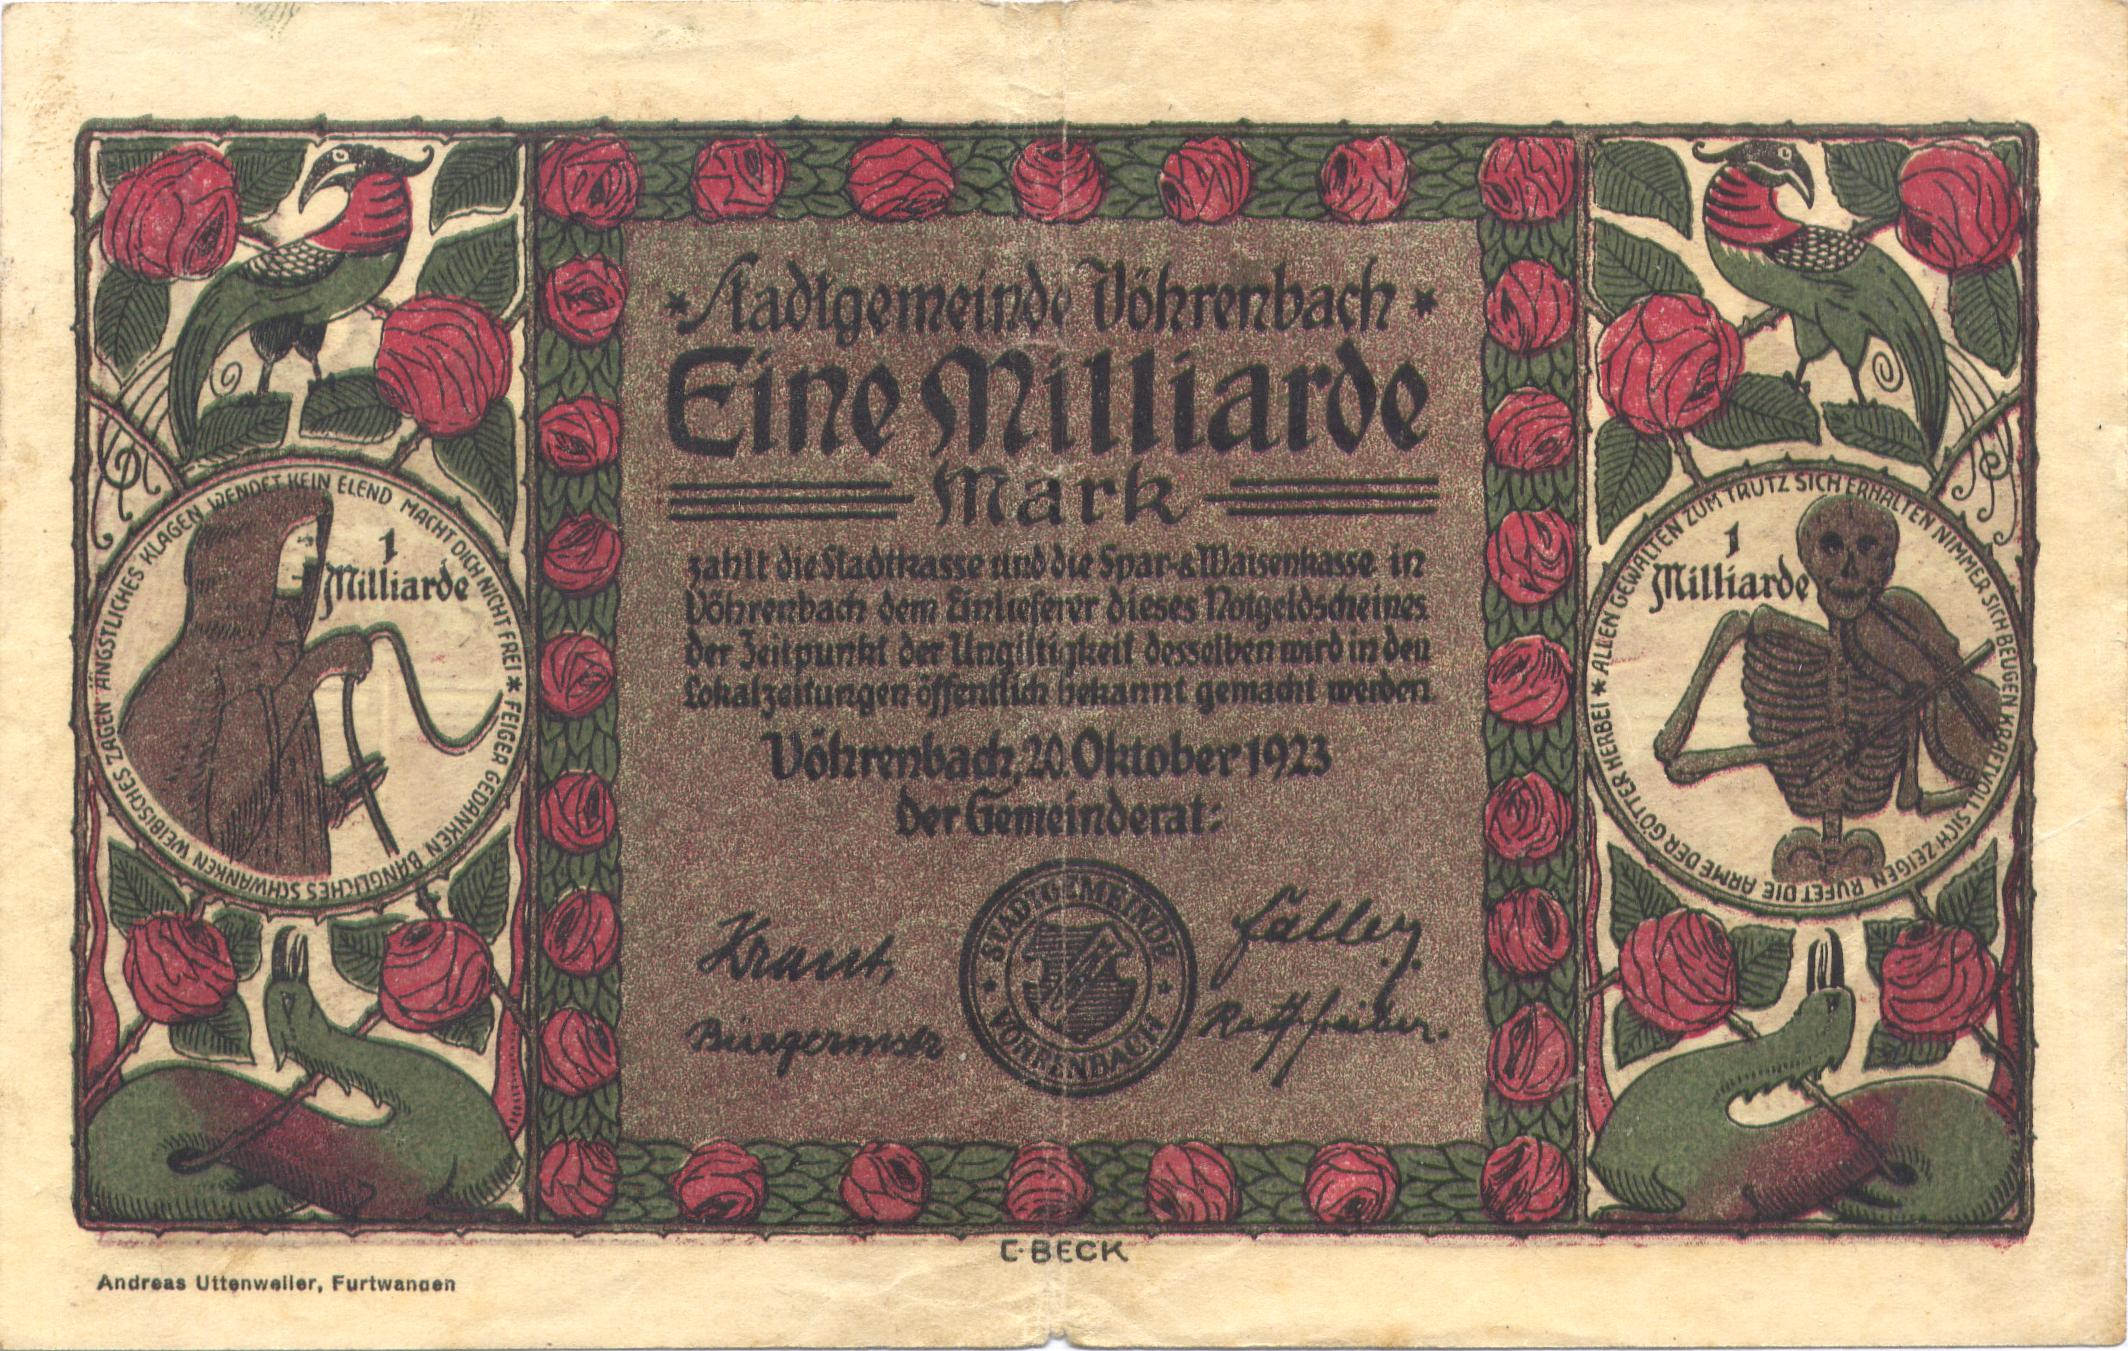 * Stadtgemeinde Vöhrenbach *
Eine Milliarde
Mark
zahlt die Stadtkasse und die Spar-&Waisenkasse in
Vöhrenbach dem Einlieferer dieses Notgeldscheines
der Zeitpunkt der Ungiltigkeit desselben wird in den
Lokalzeitungen öffentlich bekannt gemacht werden.
Vöhrenbach, 20. Oktober 1923
der Gemeinderat:
Kraut,
Bürgermstr
Ratschreiber.
STADTGEMEINDE
* VÖHRENBACH *
FEIGER GEDANKEN BÄNGLICHES SCHWANKEN WEIBISCHES ZAGEN ÄNGSTLICHES KLAGEN WENDET KEIN ELEND MACHT DICH NICHT FREI *
1
Milliarde
ALLEN GEWALTEN ZUM TRUTZ SICH ERHALTEN NIMMER SICH BEUGEN KRAFTVOLL SICH ZEIGEN RUFET DIE ARME DER GÖTTER HERBEI *
1
Milliarde
C·BECK
Andreas Uttenweiler, Furtwangen